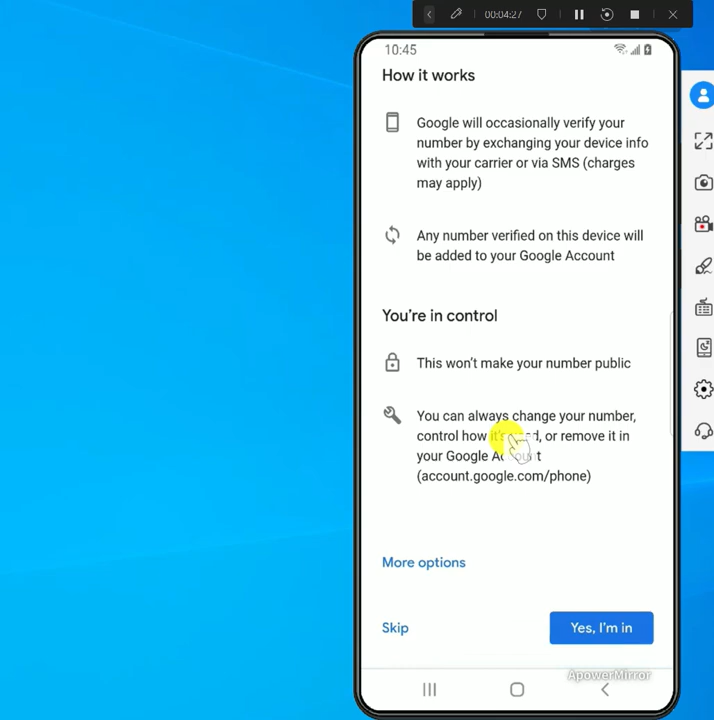 00:04:27
10:45
How it works
Google will occasionally verify your
number by exchanging your device info
with your carrier or via SMS (charges
may apply)
Any number verified on this device will
be added to your Google Account
You're in control
This won't make your number public
You can always change your number,
control how it's used, or remove it in
your Google Account
(account.google.com/phone)
More options
Skip
Yes, I'm in
ApowerMirror